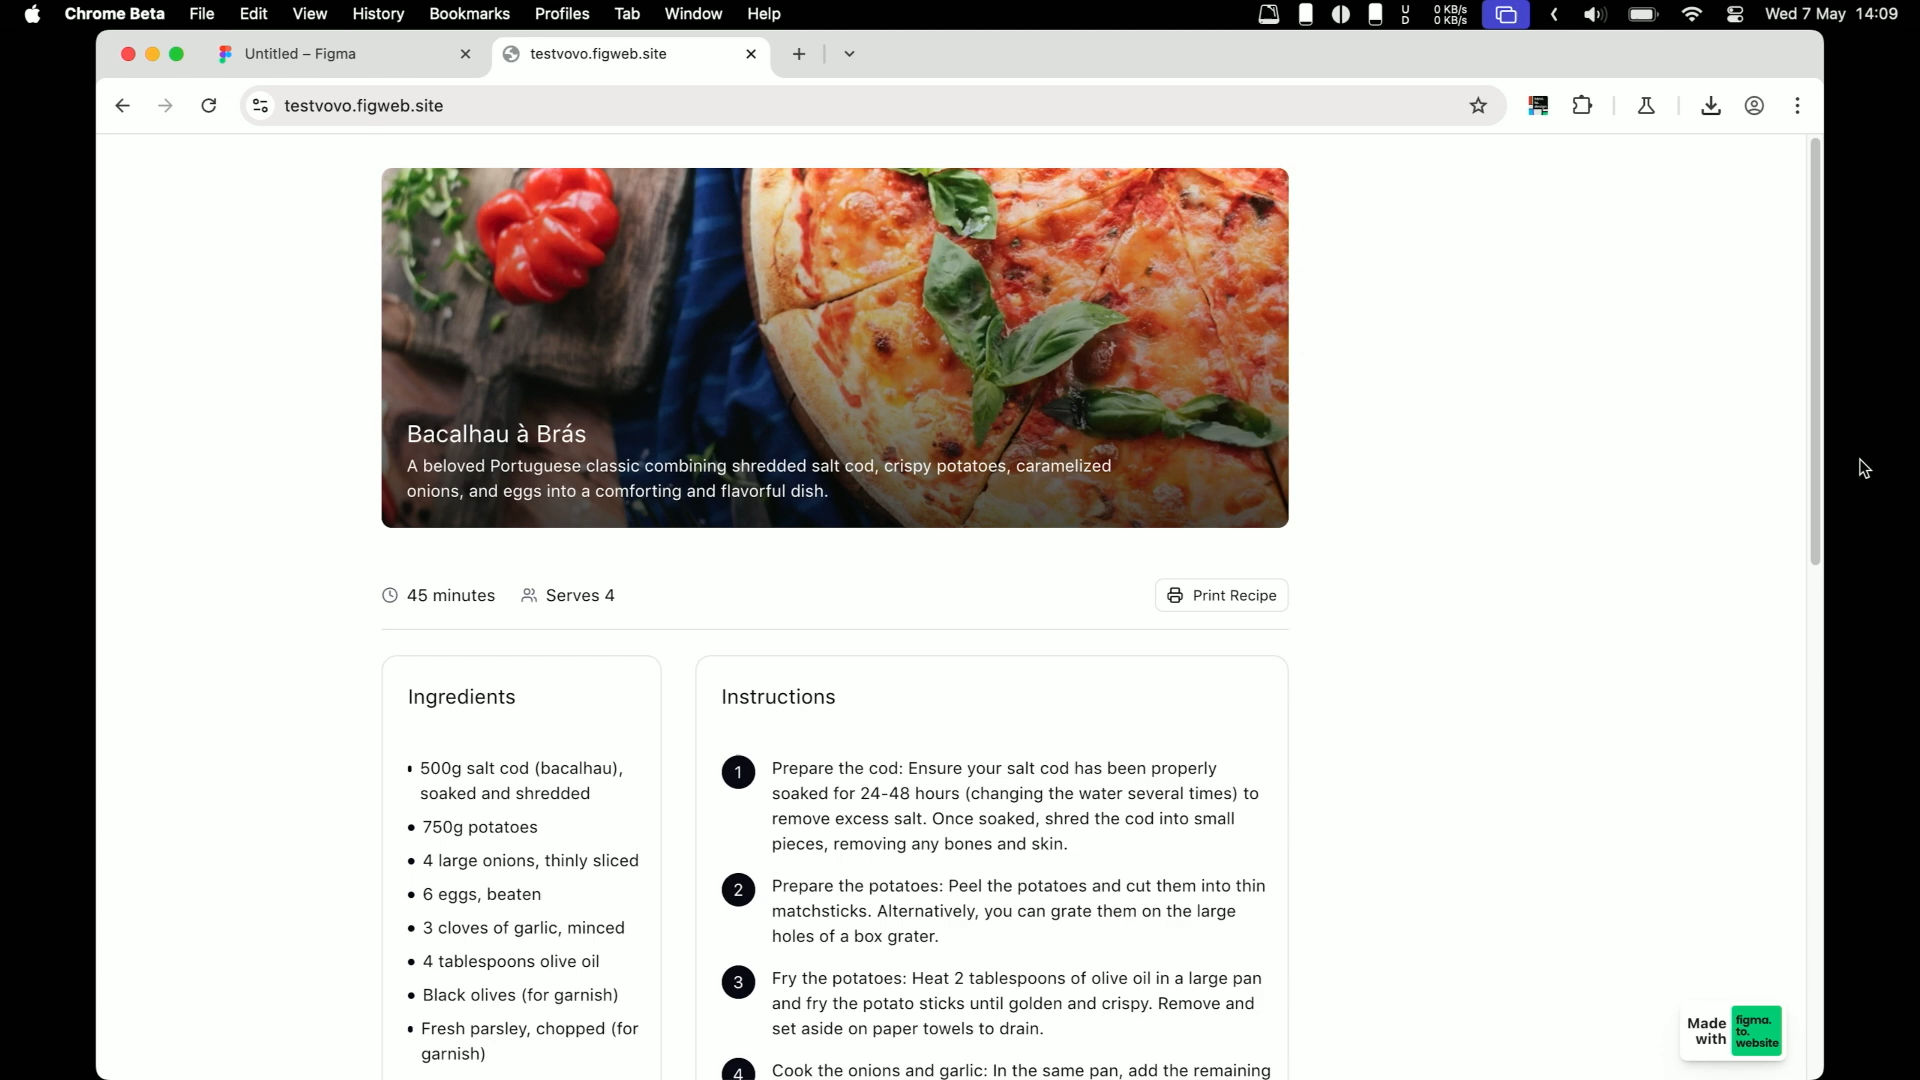 Chrome Beta File Edit View History Bookmarks Profiles Tab Window Help U D 0 KB/s 0 KB/s Wed 7 May 14:09
Untitled – Figma testvovo.figweb.site
testvovo.figweb.site
Bacalhau à Brás
A beloved Portuguese classic combining shredded salt cod, crispy potatoes, caramelized
onions, and eggs into a comforting and flavorful dish.
45 minutes Serves 4 Print Recipe
Ingredients
500g salt cod (bacalhau),
soaked and shredded
• 750g potatoes
• 4 large onions, thinly sliced
• 6 eggs, beaten
• 3 cloves of garlic, minced
• 4 tablespoons olive oil
• Black olives (for garnish)
• Fresh parsley, chopped (for
garnish)
Instructions
1 Prepare the cod: Ensure your salt cod has been properly
soaked for 24-48 hours (changing the water several times) to
remove excess salt. Once soaked, shred the cod into small
pieces, removing any bones and skin.
2 Prepare the potatoes: Peel the potatoes and cut them into thin
matchsticks. Alternatively, you can grate them on the large
holes of a box grater.
3 Fry the potatoes: Heat 2 tablespoons of olive oil in a large pan
and fry the potato sticks until golden and crispy. Remove and
set aside on paper towels to drain.
4 Cook the onions and garlic: In the same pan, add the remaining
Made
with
figma.
to.
website